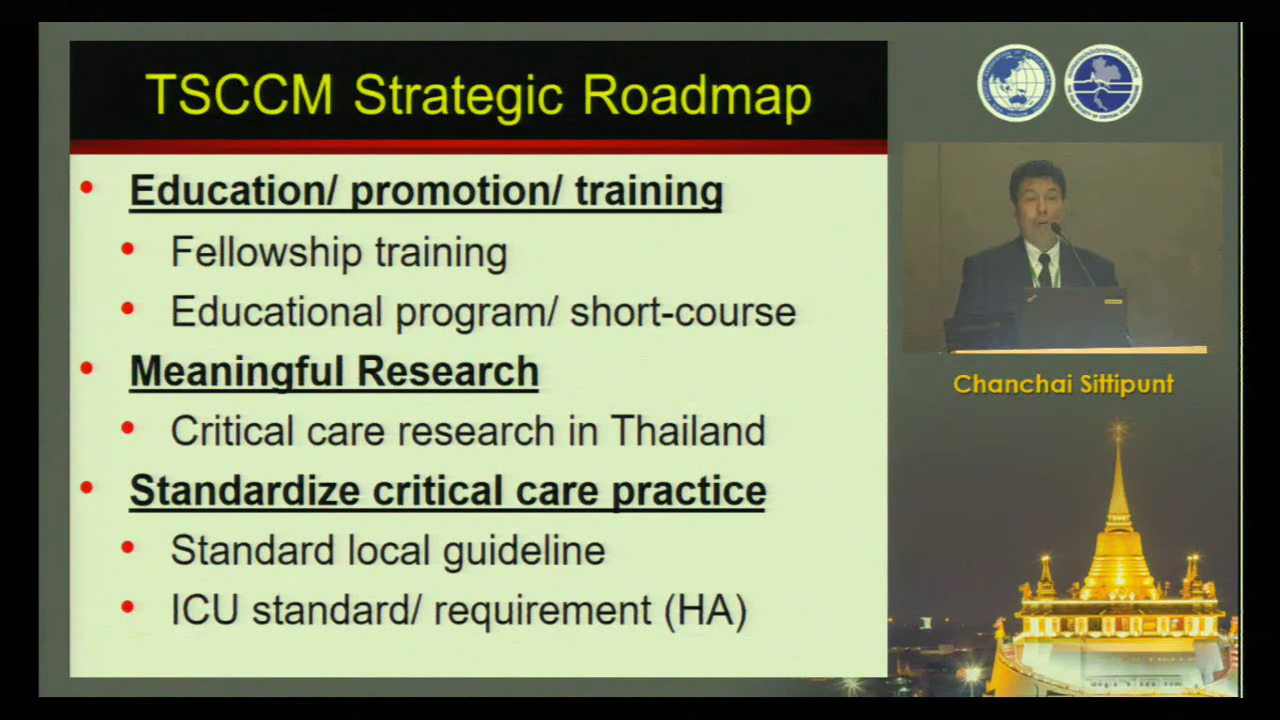 TSCCM Strategic Roadmap
Education/ promotion/ training
Fellowship training
Educational program/ short-course
Meaningful Research
Critical care research in Thailand
Standardize critical care practice
Standard local guideline
ICU standard/ requirement (HA)
Chanchai Sittipunt